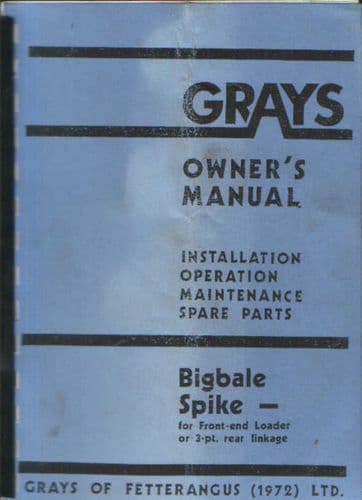 GRAYS
OWNER'S
MANUAL
INSTALLATION
OPERATION
MAINTENANCE
SPARE PARTS
Bigbale
Spike —
for Front-end Loader
or 3-pt. rear linkage
GRAYS OF FETTERANGUS (1972) LTD.